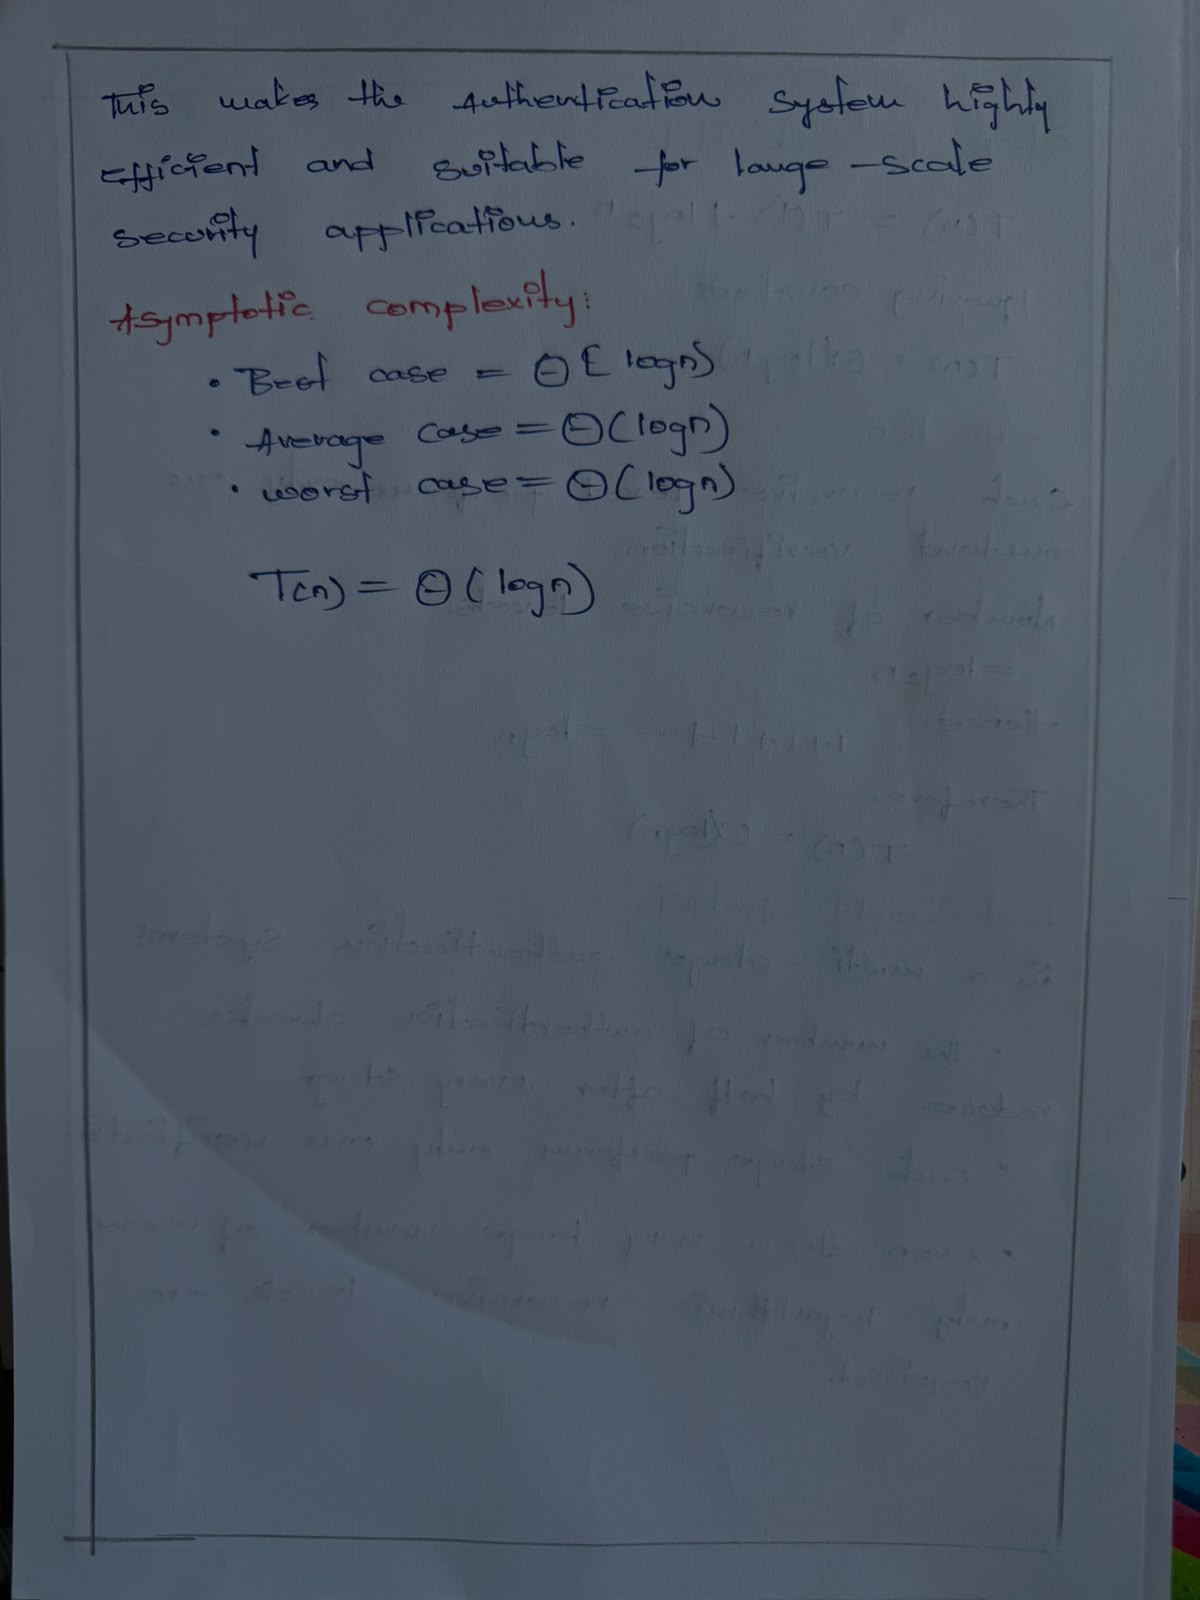 This makes the Authentication system highly
Efficient and suitable for lauge-scale
security applications.
Asymptotic complexity:
• Best case = Θ(logn)
• Average case = Θ(logn)
• worst case = Θ(logn)
T(n) = Θ(logn)